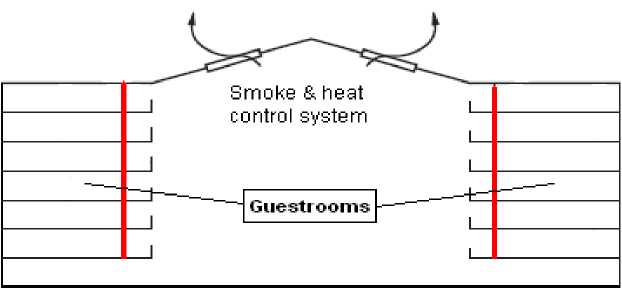 Smoke & heat
control system
Guestrooms